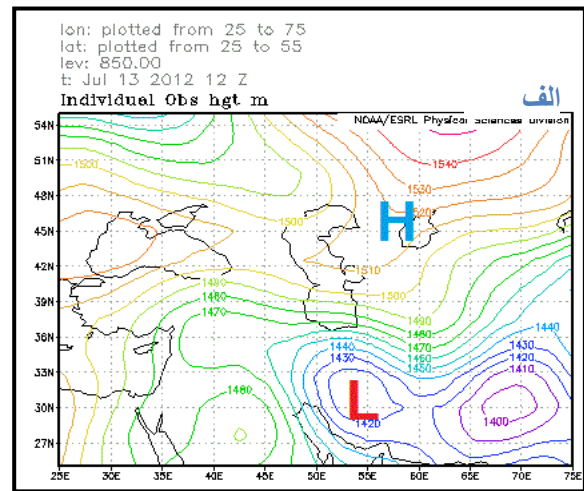 lon: plotted from 25 to 75
lat: plotted from 25 to 55
lev: 850.00
t: Jul 13 2012 12 Z
Individual Obs hgt m
الف
NOAA/ESRL Physical Sciences Division
54N
51N
48N
45N
42N
39N
36N
33N
30N
27N
1540
1530
1520
1510
1500
1500
1500
1490
1490
1480
1470
1480
1470
1460
1450
1440
1430
1420
1440
1430
1420
1410
1400
1480
H
L
25E 30E 35E 40E 45E 50E 55E 60E 65E 70E 75E